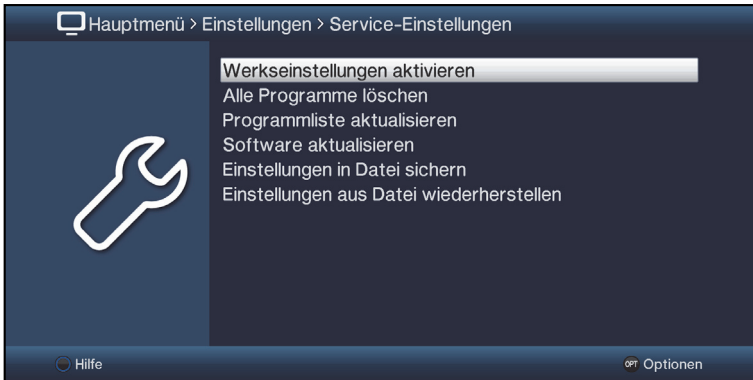 Hauptmenü > Einstellungen > Service-Einstellungen
Werkseinstellungen aktivieren
Alle Programme löschen
Programmliste aktualisieren
Software aktualisieren
Einstellungen in Datei sichern
Einstellungen aus Datei wiederherstellen
Hilfe
OPT Optionen